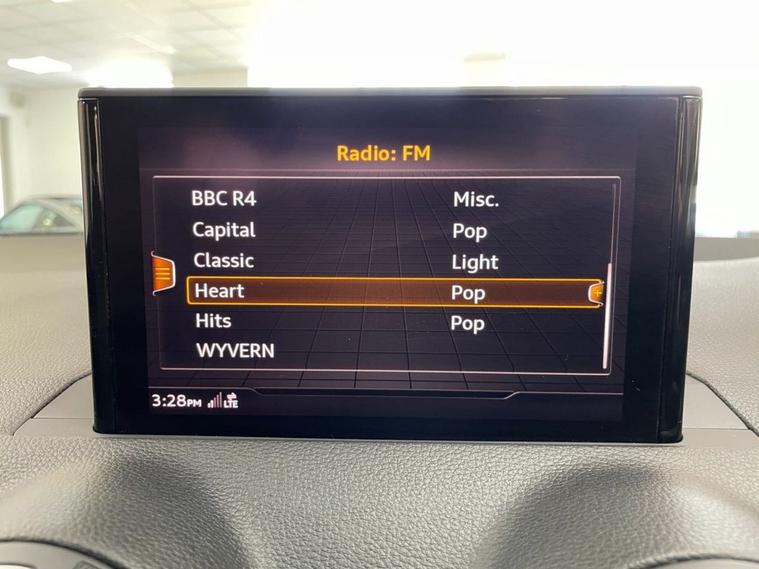 Radio: FM
BBC R4 Misc.
Capital Pop
Classic Light
Heart Pop
Hits Pop
WYVERN
3:28PM LTE